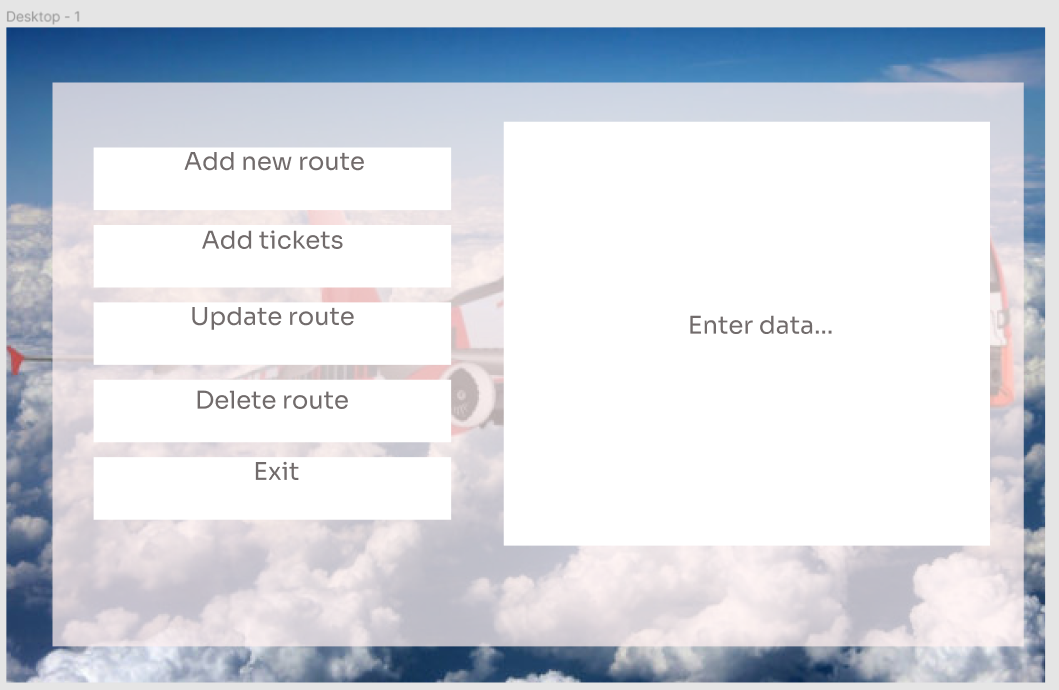 Desktop - 1
Add new route
Add tickets
Update route
Delete route
Exit
Enter data...